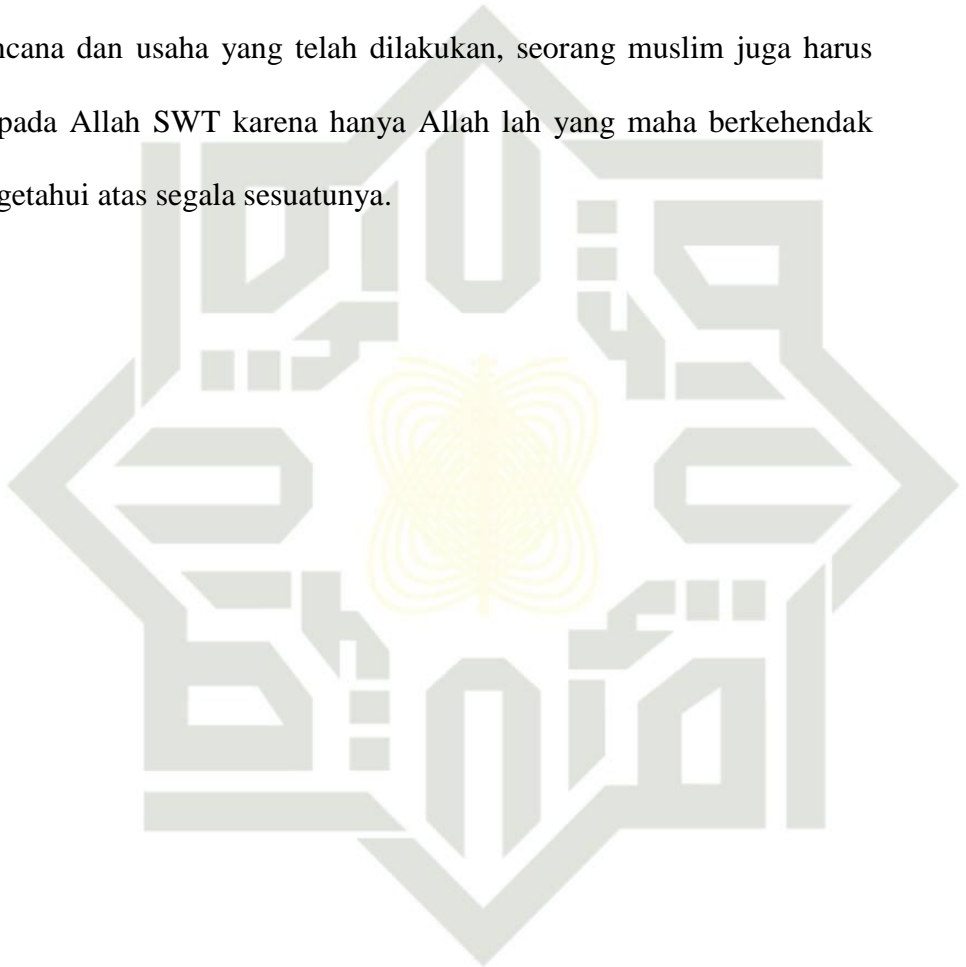 ncana dan usaha yang telah dilakukan, seorang muslim juga harus
pada Allah SWT karena hanya Allah lah yang maha berkehendak
getahui atas segala sesuatunya.